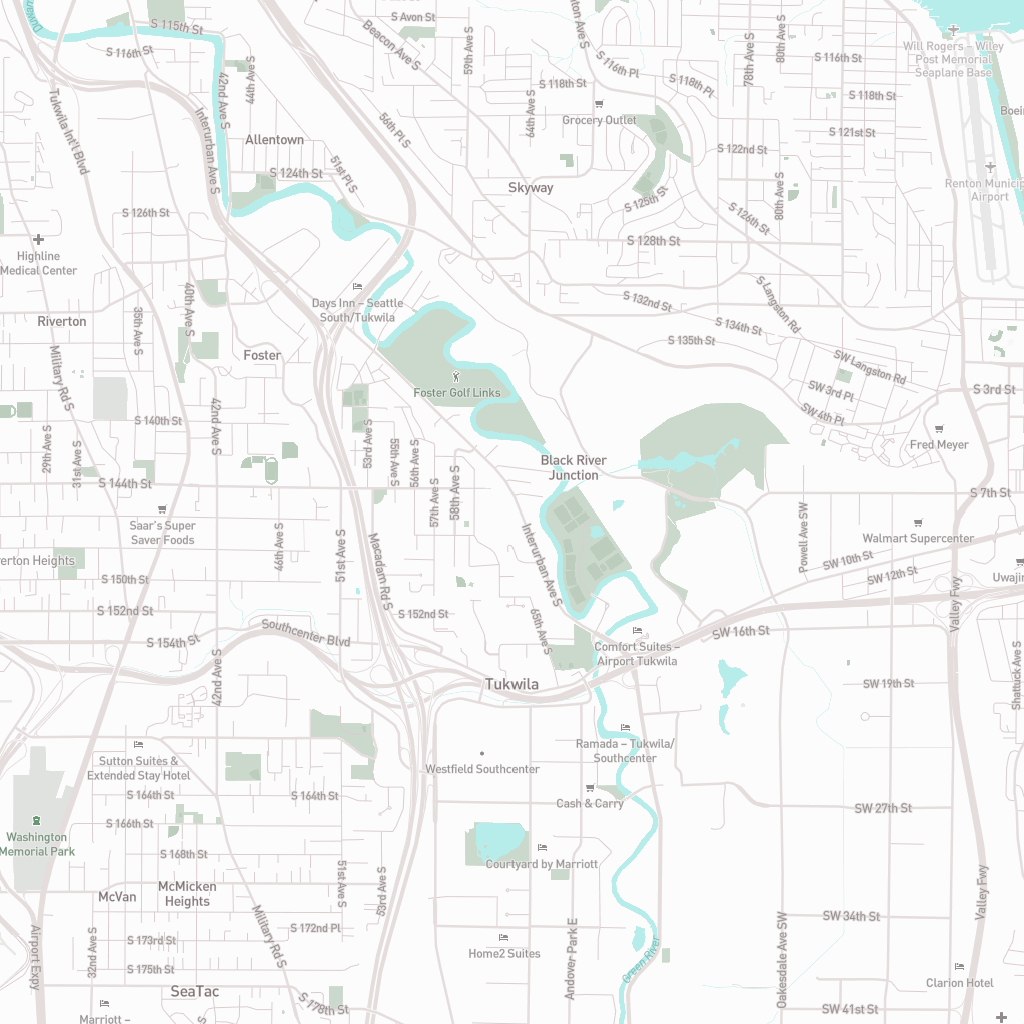 S 115th St
S Avon St
Beacon Ave S
59th Ave S
S 116th St
44th Ave S
42nd Ave S
S 116th Pl
78th Ave S
80th Ave S
S 116th St
Will Rogers – Wiley
Post Memorial
Seaplane Base
S 118th St
S 118th Pl
S 118th St
Tukwila Int'l Blvd
Interurban Ave S
56th Pl S
64th Ave S
Grocery Outlet
S 121st St
Allentown
S 122nd St
51st Pl S
S 124th St
Skyway
S 125th St
80th Ave S
Renton Munici
Airport
S 126th St
S 126th St
S 128th St
Highline
Medical Center
40th Ave S
Days Inn – Seattle
South/Tukwila
S 132nd St
S Langston Rd
Riverton
35th Ave S
S 134th St
S 135th St
Military Rd S
Foster
SW Langston Rd
Foster Golf Links
SW 3rd Pl
S 3rd St
SW 4th Pl
42nd Ave S
S 140th St
29th Ave S
31st Ave S
53rd Ave S
55th Ave S
56th Ave S
Fred Meyer
Black River
Junction
S 144th St
57th Ave S
58th Ave S
S 7th St
Saar's Super
Saver Foods
46th Ave S
51st Ave S
Macadam Rd S
Interurban Ave S
Powell Ave SW
Walmart Supercenter
SW 10th St
SW 12th St
Uwajim
erton Heights
S 150th St
S 152nd St
S 152nd St
65th Ave S
Valley Fwy
S 154th St
Southcenter Blvd
SW 16th St
Comfort Suites –
Airport Tukwila
42nd Ave S
Tukwila
SW 19th St
Shattuck Ave S
Ramada – Tukwila/
Southcenter
Sutton Suites &
Extended Stay Hotel
Westfield Southcenter
S 164th St
S 164th St
Cash & Carry
SW 27th St
Washington
Memorial Park
S 166th St
S 168th St
Courtyard by Marriott
51st Ave S
53rd Ave S
McVan
McMicken
Heights
Valley Fwy
Airport Expy
32nd Ave S
Military Rd S
S 172nd Pl
S 173rd St
SW 34th St
Home2 Suites
Andover Park E
Green River
Oakesdale Ave SW
S 175th St
Clarion Hotel
SeaTac
S 178th St
SW 41st St
Marriott –